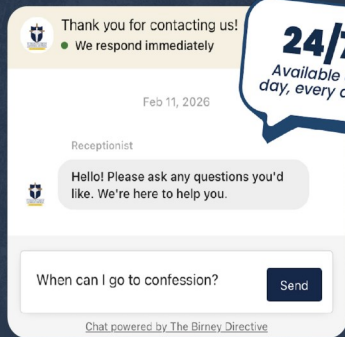 Thank you for contacting us!
We respond immediately
24/7
Available
day, every
Feb 11, 2026
Receptionist
Hello! Please ask any questions you'd
like. We're here to help you.
When can I go to confession?
Send
Chat powered by The Birney Directive